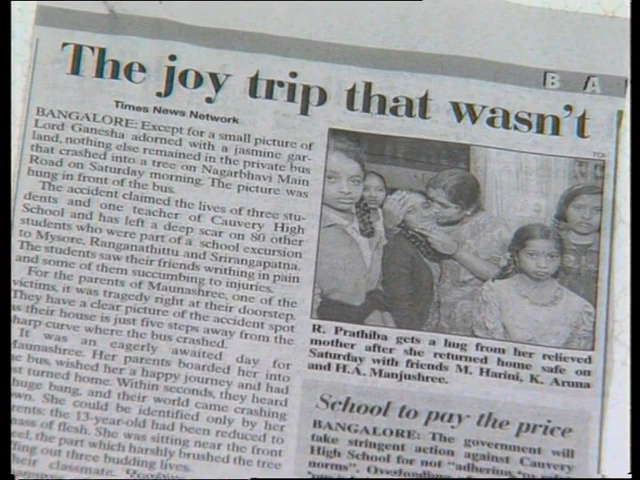 B A
The joy trip that wasn't
Times News Network
BANGALORE: Except for a small picture of
Lord Ganesha adorned with a jasmine gar-
land, nothing else remained in the private bus
that crashed into a tree on Nagarbhavi Main
Road on Saturday morning. The picture was
hung in front of the bus.
The accident claimed the lives of three stu-
dents and one teacher of Cauvery High
School and has left a deep scar on 80 other
students who were part of a school excursion
to Mysore, Ranganathittu and Srirangapatna.
The students saw their friends writhing in pain
and some of them succumbing to injuries.
For the parents of Maunashree, one of the
victims, it was tragedy right at their doorstep.
They have a clear picture of the accident spot
as their house is just five steps away from the
sharp curve where the bus crashed.
It was an eagerly awaited day for
Maunashree. Her parents boarded her into
bus, wished her a happy journey and had
turned home. Within seconds, they heard
huge bang, and their world came crashing
She could be identified only by her
the 13-year-old had been reduced to
of flesh. She was sitting near the front
the part which harshly brushed the tree
out three budding lives.
their classmate
TOI
R. Prathiba gets a hug from her relieved
mother after she returned home safe on
Saturday with friends M. Harini, K. Aruna
and H.A. Manjushree.
School to pay the price
BANGALORE: The government will
take stringent action against Cauvery
High School for not "adhering to
norms".